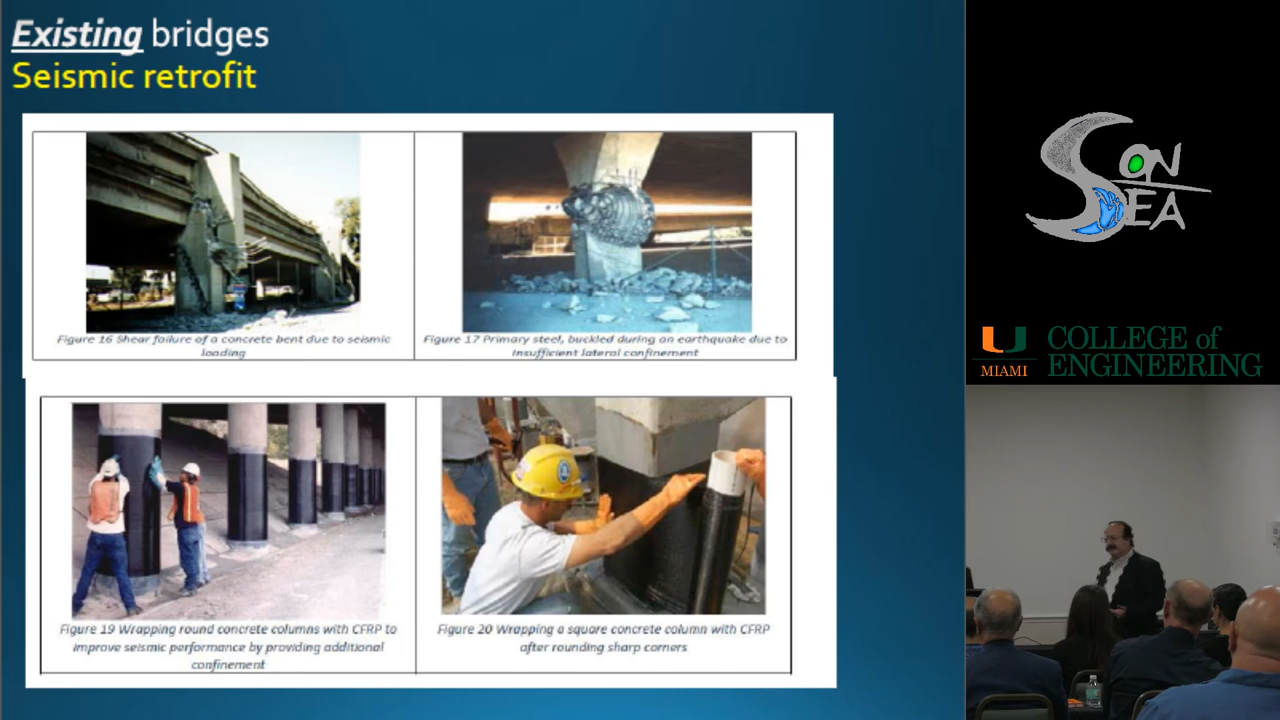 Existing bridges
Seismic retrofit
Figure 16 Shear failure of a concrete bent due to seismic
loading
Figure 17 Primary steel, buckled during an earthquake due to
insufficient lateral confinement
Figure 19 Wrapping round concrete columns with CFRP to
improve seismic performance by providing additional
confinement
Figure 20 Wrapping a square concrete column with CFRP
after rounding sharp corners
SEA
CON
MIAMI
COLLEGE of
ENGINEERING